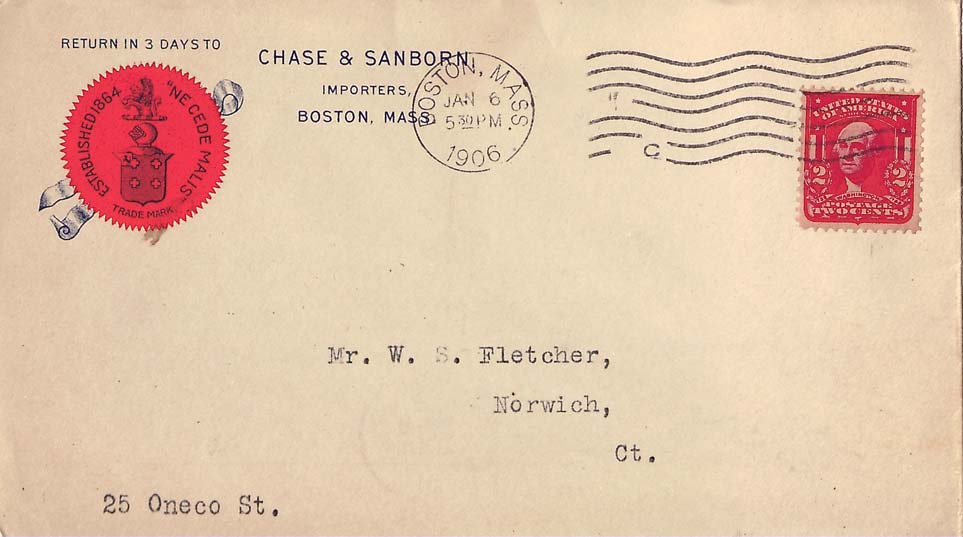 RETURN IN 3 DAYS TO
CHASE & SANBORN,
IMPORTERS,
BOSTON, MASS.
ESTABLISHED 1864
"NE CEDE MALIS"
TRADE MARK.
BOSTON, MASS.
JAN 6
5 30 PM
1906
C
UNITED STATES
OF AMERICA
2 2
WASHINGTON
POSTAGE
TWO CENTS
Mr. W. S. Fletcher,
Norwich,
Ct.
25 Oneco St.